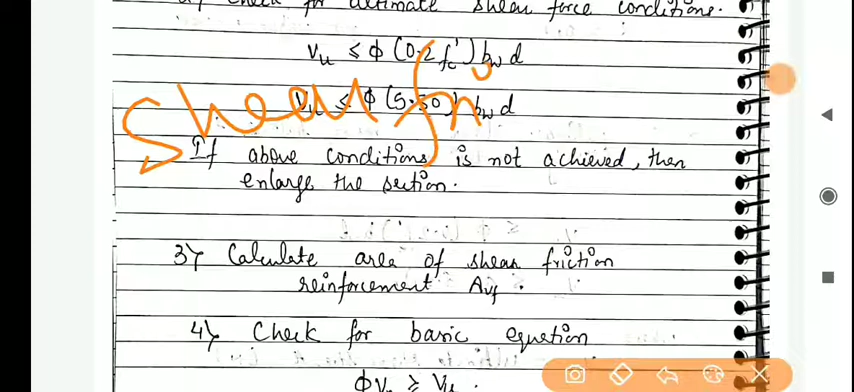 2) Check for ultimate shear force conditions.
Vu ≤ ϕ (0.2 fc') bw d
Vu ≤ ϕ (5.50) bw d
Shear fn
If above conditions is not achieved, then
enlarge the section.
3) Calculate area of shear friction
reinforcement Avf.
4) Check for basic equation
ϕVn ≥ Vu.